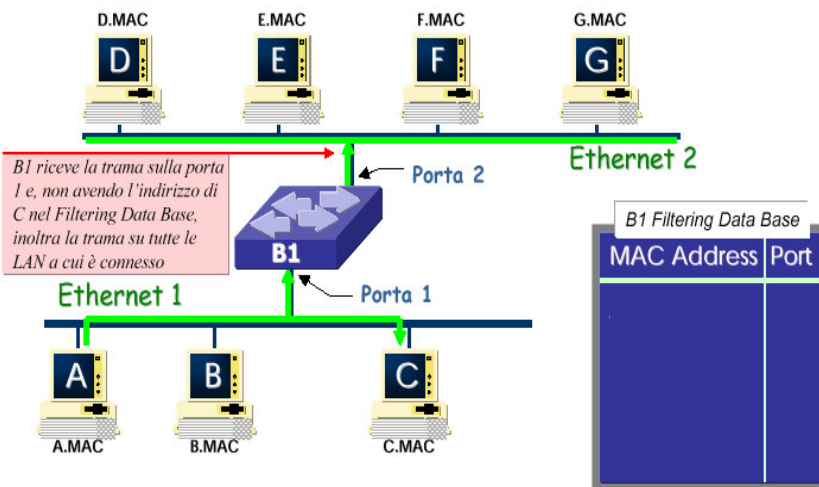 D.MAC
E.MAC
F.MAC
G.MAC
D
E
F
G
B1 riceve la trama sulla porta
1 e, non avendo l'indirizzo di
C nel Filtering Data Base,
inoltra la trama su tutte le
LAN a cui è connesso
Ethernet 2
Porta 2
B1
B1 Filtering Data Base
MAC Address
Port
Ethernet 1
Porta 1
A
B
C
A.MAC
B.MAC
C.MAC